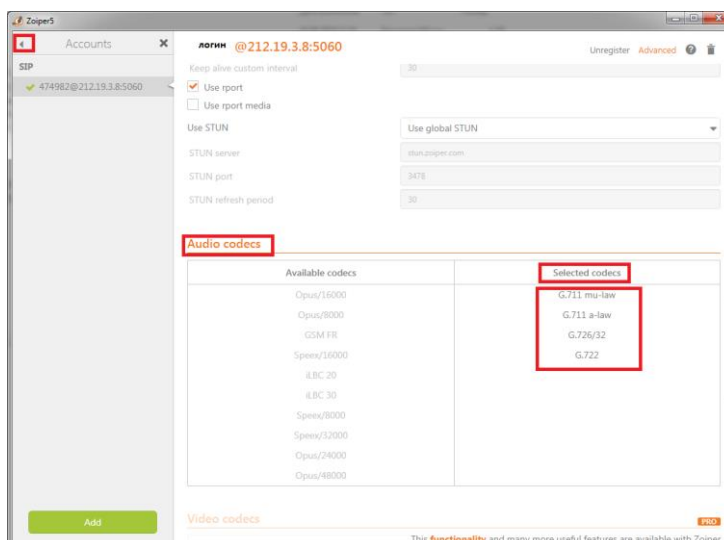 Zoiper5
Accounts
SIP
474982@212.19.3.8:5060
Add
логин @212.19.3.8:5060
Unregister Advanced
Keep alive custom interval 30
Use rport
Use rport media
Use STUN Use global STUN
STUN server stun.zoiper.com
STUN port 3478
STUN refresh period 30
Audio codecs
Available codecs Selected codecs
Opus/16000 G.711 mu-law
Opus/8000 G.711 a-law
GSM FR G.726/32
Speex/16000 G.722
iLBC 20
iLBC 30
Speex/8000
Speex/32000
Opus/24000
Opus/48000
Video codecs PRO
This functionality and many more useful features are available with Zoiper